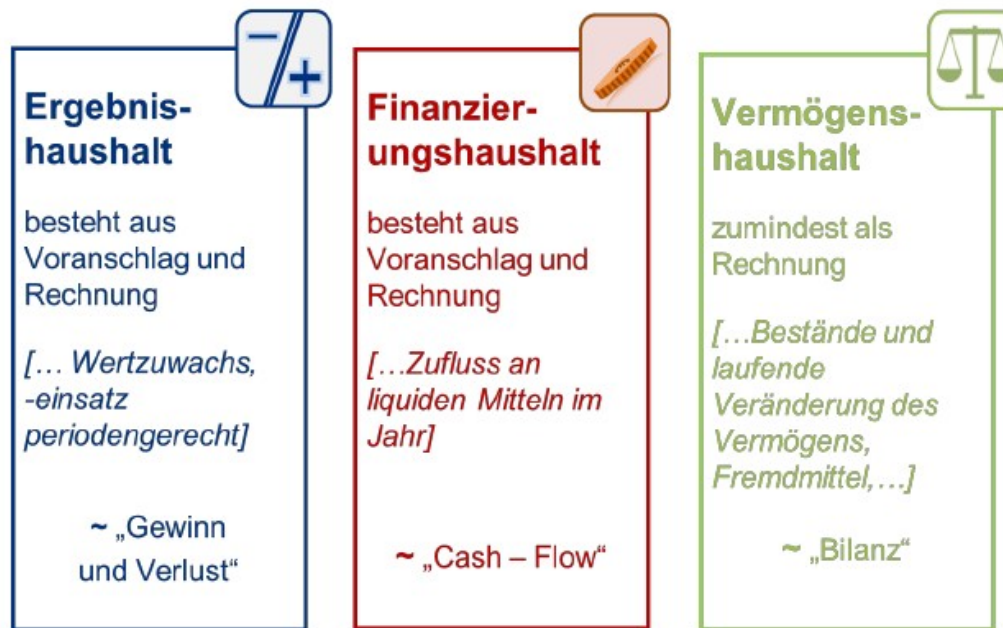 Ergebnis-
haushalt
besteht aus
Voranschlag und
Rechnung
[… Wertzuwachs,
-einsatz
periodengerecht]
~ „Gewinn
und Verlust“
Finanzier-
ungshaushalt
besteht aus
Voranschlag und
Rechnung
[…Zufluss an
liquiden Mitteln im
Jahr]
~ „Cash – Flow“
Vermögens-
haushalt
zumindest als
Rechnung
[…Bestände und
laufende
Veränderung des
Vermögens,
Fremdmittel,…]
~ „Bilanz“